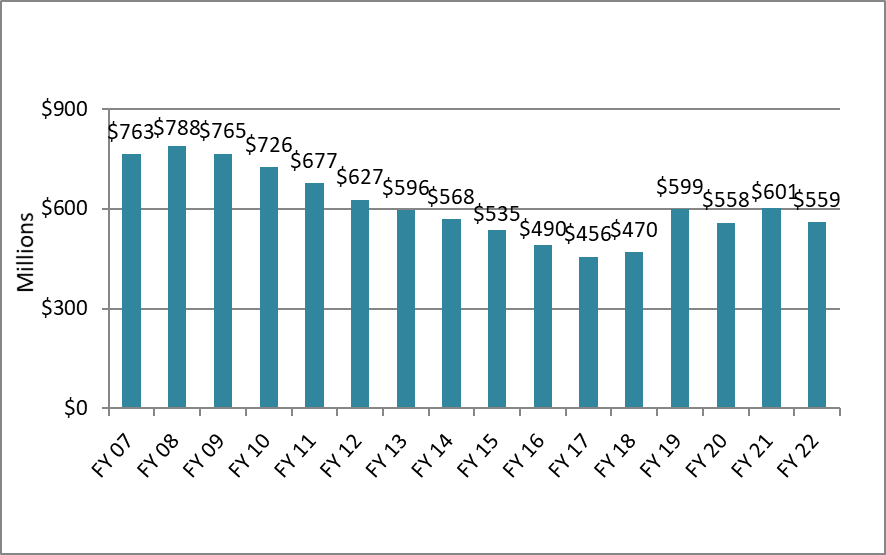 $900
$600
$300
$0
Millions
$763
$788
$765
$726
$677
$627
$596
$568
$535
$490
$456
$470
$599
$558
$601
$559
FY 07
FY 08
FY 09
FY 10
FY 11
FY 12
FY 13
FY 14
FY 15
FY 16
FY 17
FY 18
FY 19
FY 20
FY 21
FY 22